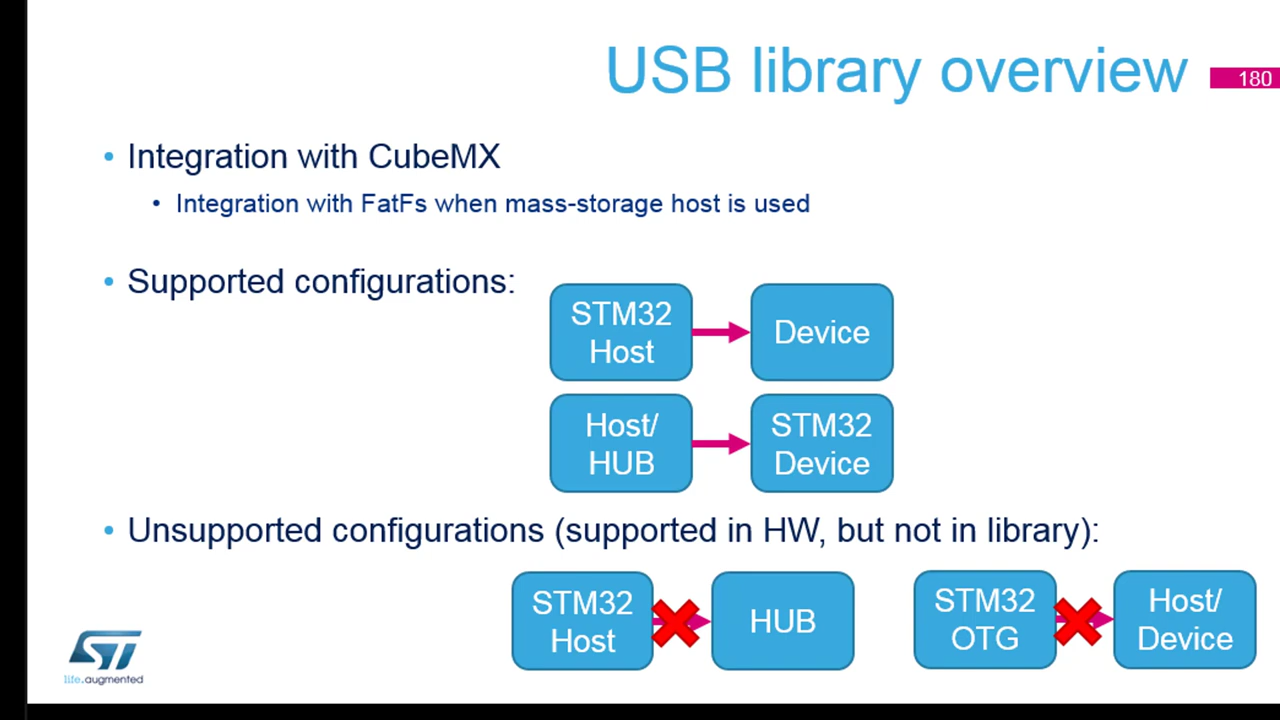 USB library overview
180
• Integration with CubeMX
• Integration with FatFs when mass-storage host is used
• Supported configurations:
STM32
Host
Device
Host/
HUB
STM32
Device
• Unsupported configurations (supported in HW, but not in library):
STM32
Host
HUB
STM32
OTG
Host/
Device
ST
life.augmented